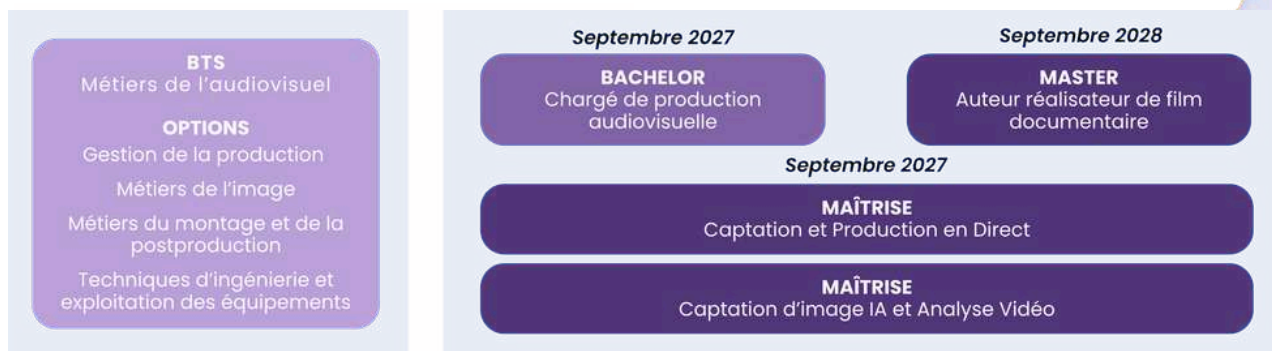 BTS
Métiers de l'audiovisuel
OPTIONS
Gestion de la production
Métiers de l'image
Métiers du montage et de la
postproduction
Techniques d'ingénierie et
exploitation des équipements
Septembre 2027
BACHELOR
Chargé de production
audiovisuelle
Septembre 2028
MASTER
Auteur réalisateur de film
documentaire
Septembre 2027
MAÎTRISE
Captation et Production en Direct
MAÎTRISE
Captation d'image IA et Analyse Vidéo